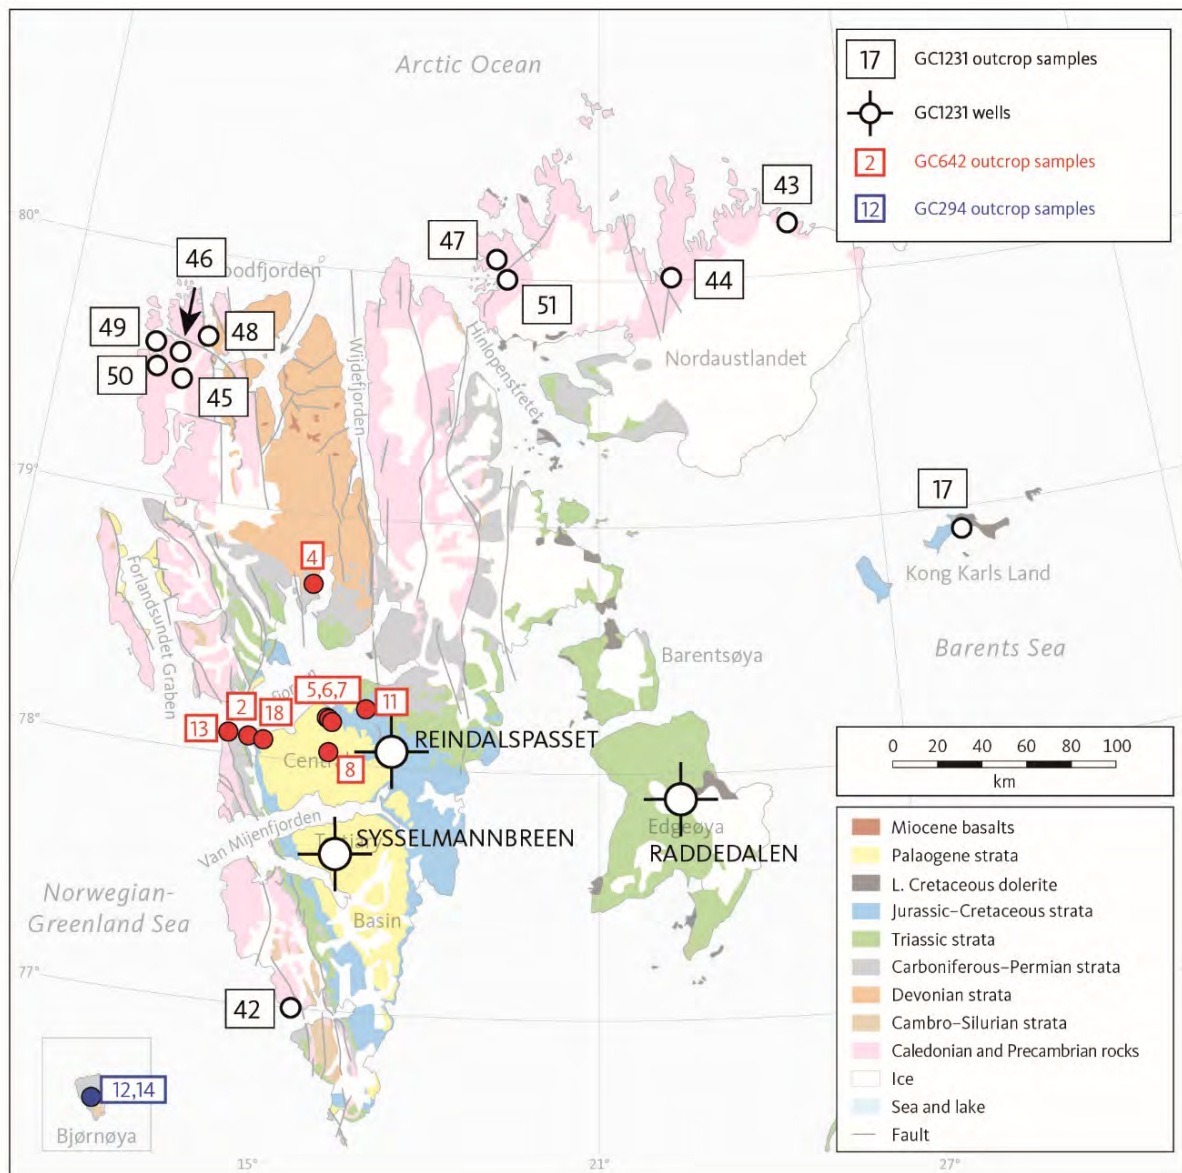 Arctic Ocean
17 GC1231 outcrop samples
GC1231 wells
2 GC642 outcrop samples
12 GC294 outcrop samples
80°
43
47
46
oodfjorden
44
51
49
48
50
45
Wijdefjorden
Hinlopenstretet
Nordaustlandet
79°
17
Kong Karls Land
4
Forlandsundet Graben
Barentsøya
Barents Sea
78°
fjorden
5,6,7
11
2
18
13
REINDALSPASSET
Cent
8
0 20 40 60 80 100
km
Edgeøya
RADDEDALEN
Van Mijenfjorden
SYSSELMANNBREEN
Norwegian-
Greenland Sea
Basin
77°
42
Miocene basalts
Palaogene strata
L. Cretaceous dolerite
Jurassic–Cretaceous strata
Triassic strata
Carboniferous–Permian strata
Devonian strata
Cambro–Silurian strata
Caledonian and Precambrian rocks
Ice
Sea and lake
Fault
12,14
Bjørnøya
15°
21°
27°